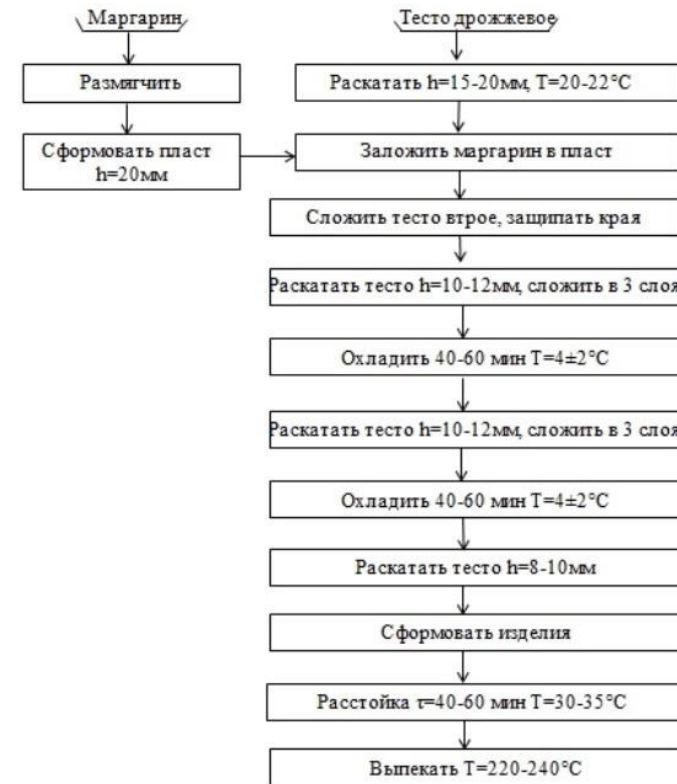 Маргарин
Размягчить
Сформовать пласт
h=20мм
Тесто дрожжевое
Раскатать h=15-20мм, T=20-22°C
Заложить маргарин в пласт
Сложить тесто втрое, защипать края
Раскатать тесто h=10-12мм, сложить в 3 слоя
Охладить 40-60 мин T=4±2°C
Раскатать тесто h=10-12мм, сложить в 3 слоя
Охладить 40-60 мин T=4±2°C
Раскатать тесто h=8-10мм
Сформовать изделия
Расстойка τ=40-60 мин T=30-35°C
Выпекать T=220-240°C